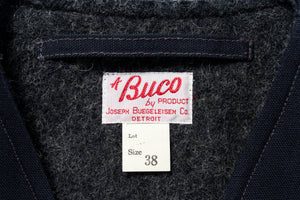 A Buco
by PRODUCT
JOSEPH BUEGELEISEN CO.
DETROIT
Lot
Size 38